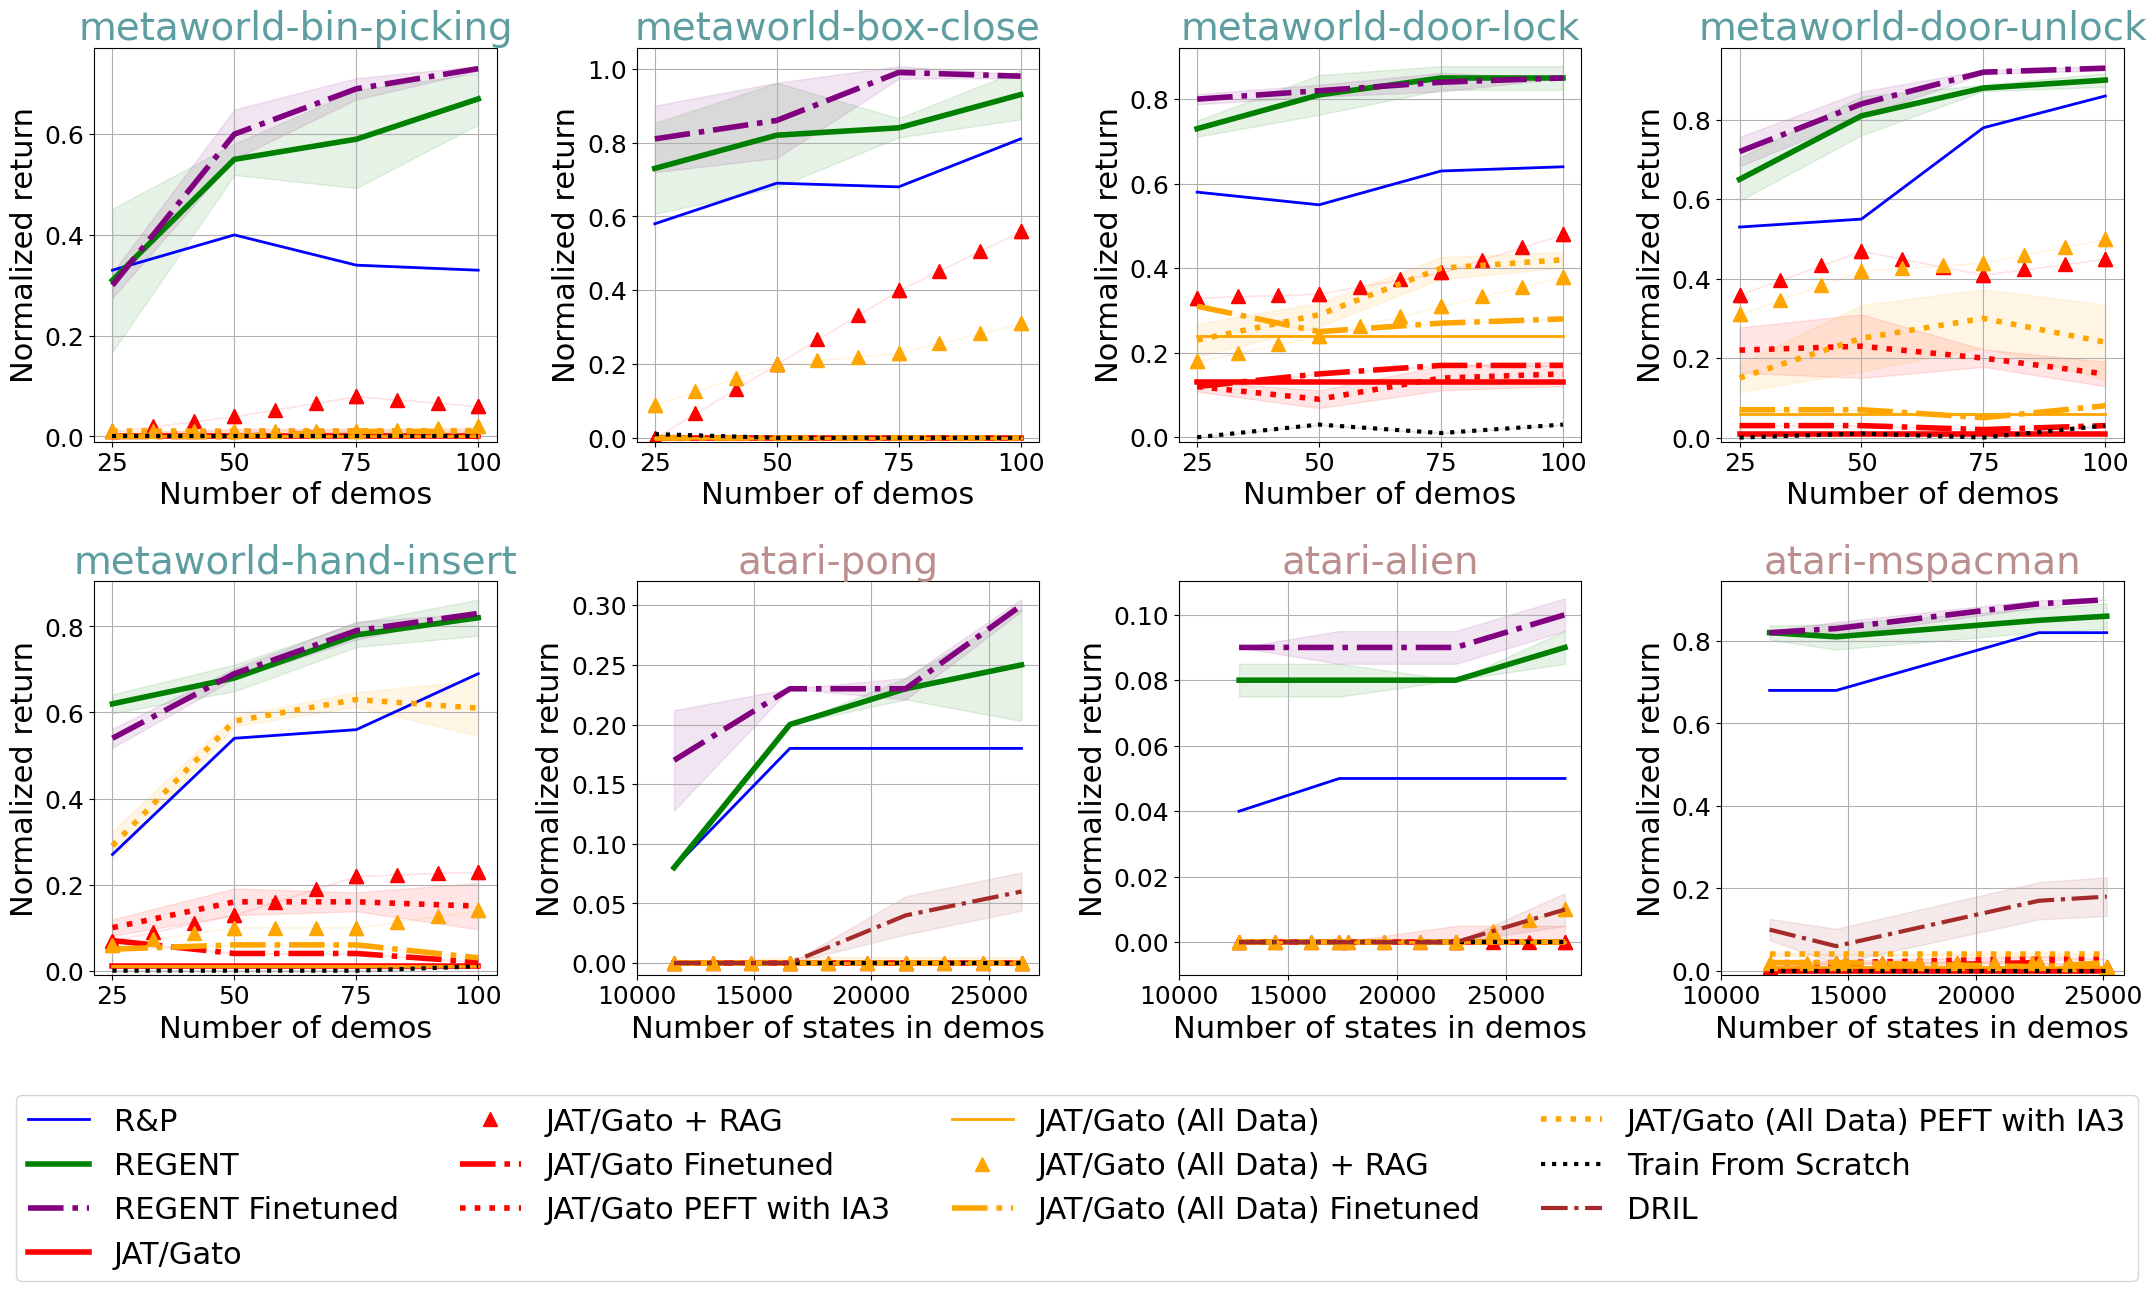 metaworld-bin-picking
metaworld-box-close
metaworld-door-lock
metaworld-door-unlock
Normalized return
0.6
0.4
0.2
0.0
25 50 75 100
Number of demos
Normalized return
1.0
0.8
0.6
0.4
0.2
0.0
25 50 75 100
Number of demos
Normalized return
0.8
0.6
0.4
0.2
0.0
25 50 75 100
Number of demos
Normalized return
0.8
0.6
0.4
0.2
0.0
25 50 75 100
Number of demos
metaworld-hand-insert
atari-pong
atari-alien
atari-mspacman
Normalized return
0.8
0.6
0.4
0.2
0.0
25 50 75 100
Number of demos
Normalized return
0.30
0.25
0.20
0.15
0.10
0.05
0.00
10000 15000 20000 25000
Number of states in demos
Normalized return
0.10
0.08
0.06
0.04
0.02
0.00
10000 15000 20000 25000
Number of states in demos
Normalized return
0.8
0.6
0.4
0.2
0.0
10000 15000 20000 25000
Number of states in demos
R&P
REGENT
REGENT Finetuned
JAT/Gato
JAT/Gato + RAG
JAT/Gato Finetuned
JAT/Gato PEFT with IA3
JAT/Gato (All Data)
JAT/Gato (All Data) + RAG
JAT/Gato (All Data) Finetuned
JAT/Gato (All Data) PEFT with IA3
Train From Scratch
DRIL